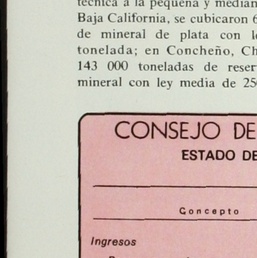 técnica a la pequeña y median
Baja California, se cubicaron 6
de mineral de plata con l
tonelada; en Concheño, Ch
143 000 toneladas de reser
mineral con ley media de 25
CONSEJO DE
ESTADO DE
Concepto
Ingresos